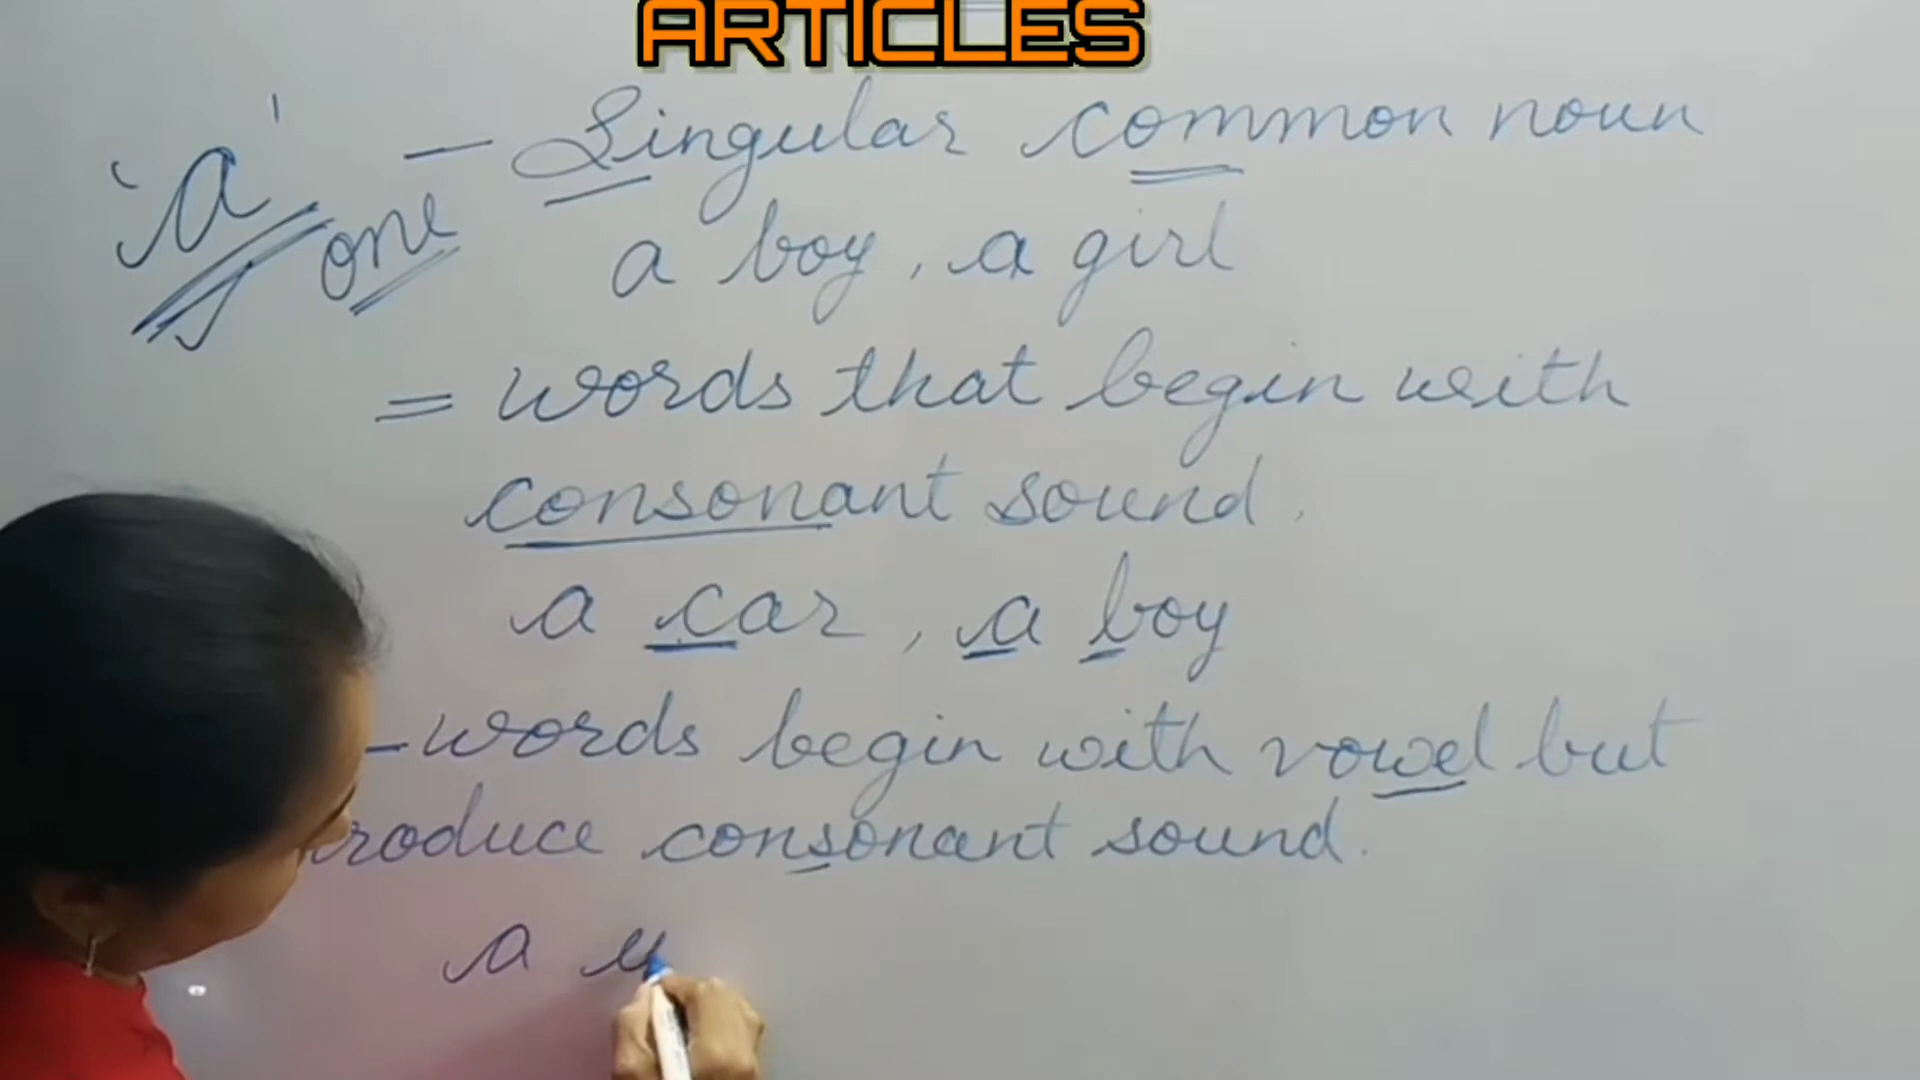 ARTICLES
'a' one - Singular common noun
a boy, a girl
= words that begin with
consonant sound.
a car, a boy
- words begin with vowel but
roduce consonant sound.
a u